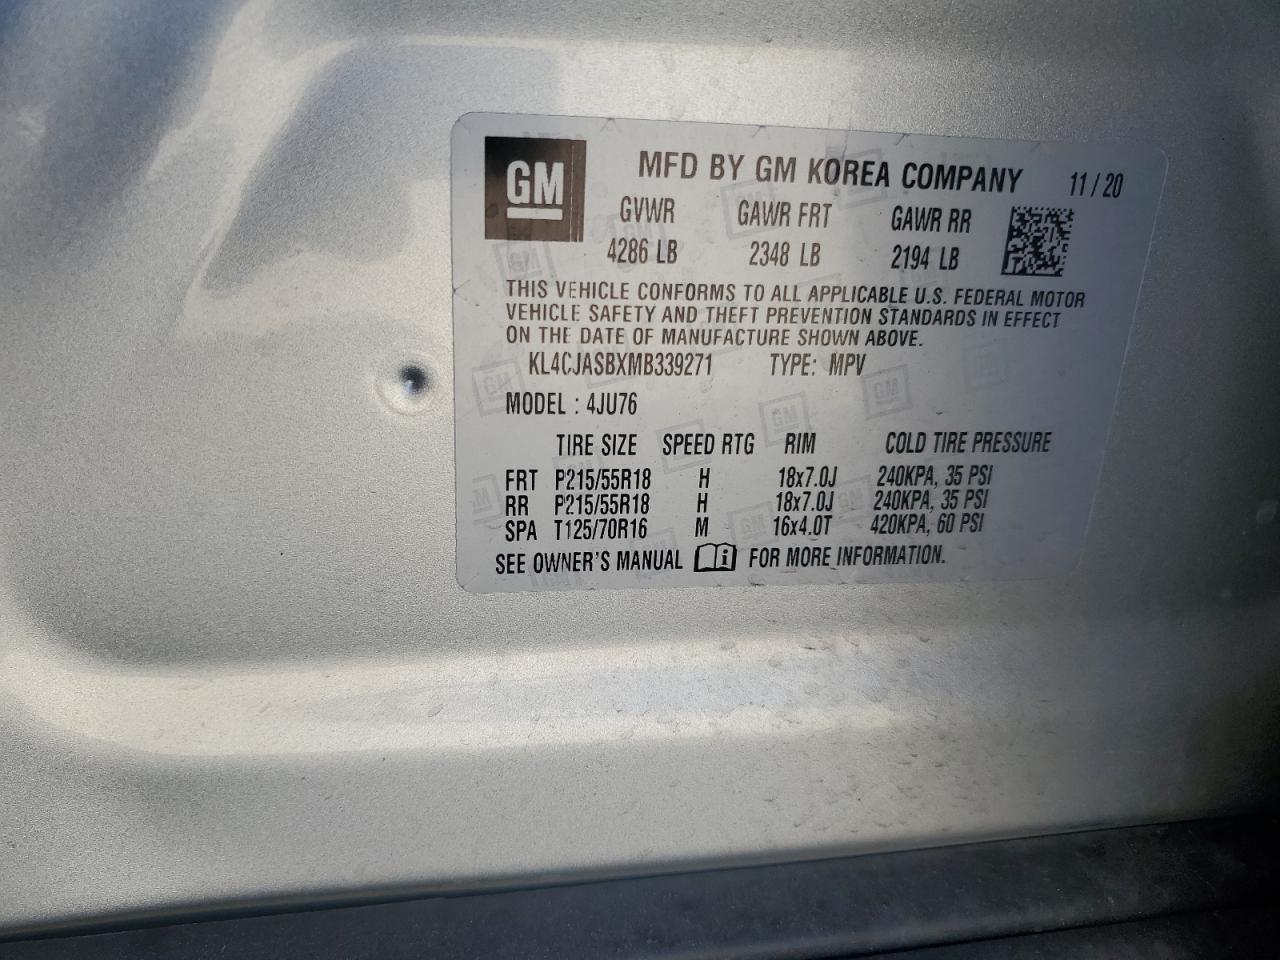 GM MFD BY GM KOREA COMPANY 11/20
GVWR GAWR FRT GAWR RR
4286 LB 2348 LB 2194 LB
THIS VEHICLE CONFORMS TO ALL APPLICABLE U.S. FEDERAL MOTOR
VEHICLE SAFETY AND THEFT PREVENTION STANDARDS IN EFFECT
ON THE DATE OF MANUFACTURE SHOWN ABOVE.
KL4CJASBXMB339271 TYPE: MPV
MODEL : 4JU76
TIRE SIZE SPEED RTG RIM COLD TIRE PRESSURE
FRT P215/55R18 H 18x7.0J 240KPA, 35 PSI
RR P215/55R18 H 18x7.0J 240KPA, 35 PSI
SPA T125/70R16 M 16x4.0T 420KPA, 60 PSI
SEE OWNER'S MANUAL i FOR MORE INFORMATION.